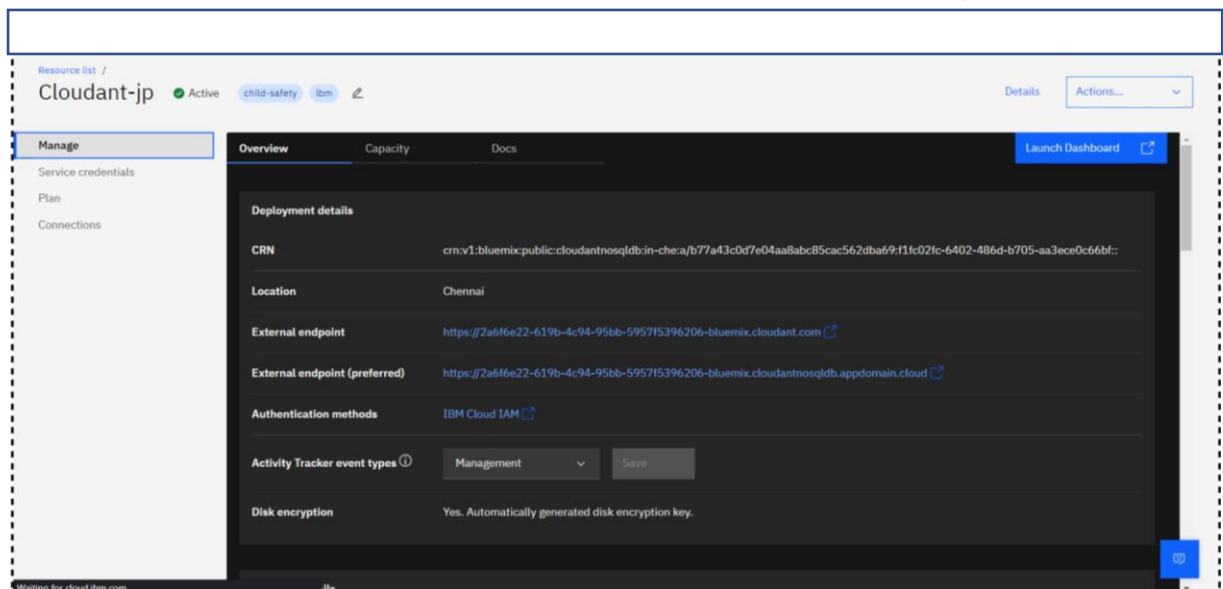 Resource list /
Cloudant-jp Active child-safety ibm Details Actions...
Manage
Service credentials
Plan
Connections
Overview Capacity Docs Launch Dashboard
Deployment details
CRN crn:v1:bluemix:public:cloudantnosqldb:in-che:a/b77a43c0d7e04aa8abc85cac562dba69:f1fc02fc-6402-486d-b705-aa3ece0c66bf::
Location Chennai
External endpoint https://2a6f6e22-619b-4c94-95bb-5957f5396206-bluemix.cloudant.com
External endpoint (preferred) https://2a6f6e22-619b-4c94-95bb-5957f5396206-bluemix.cloudantnosqldb.appdomain.cloud
Authentication methods IBM Cloud IAM
Activity Tracker event types Management Save
Disk encryption Yes. Automatically generated disk encryption key.
Waiting for cloud.ibm.com